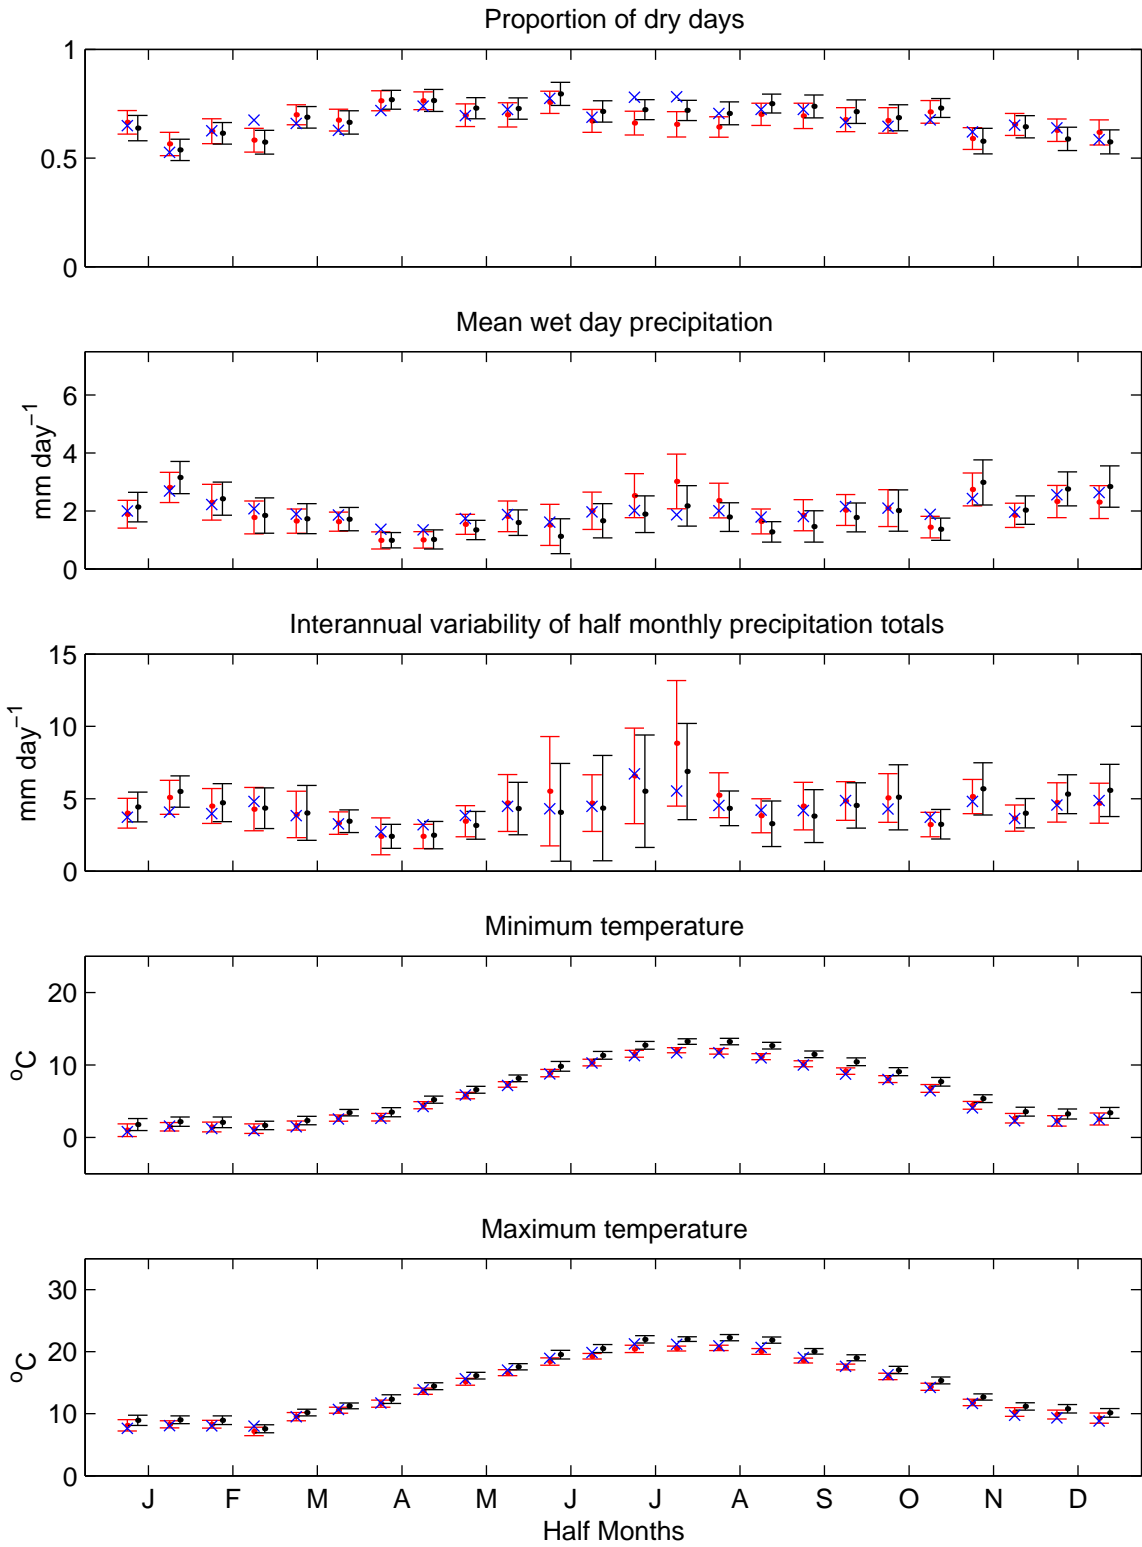 Proportion of dry days
1
0.5
0
Mean wet day precipitation
6
4
2
0
mm day⁻¹
Interannual variability of half monthly precipitation totals
15
10
5
0
mm day⁻¹
Minimum temperature
20
10
0
ºC
Maximum temperature
30
20
10
0
ºC
J F M A M J J A S O N D
Half Months